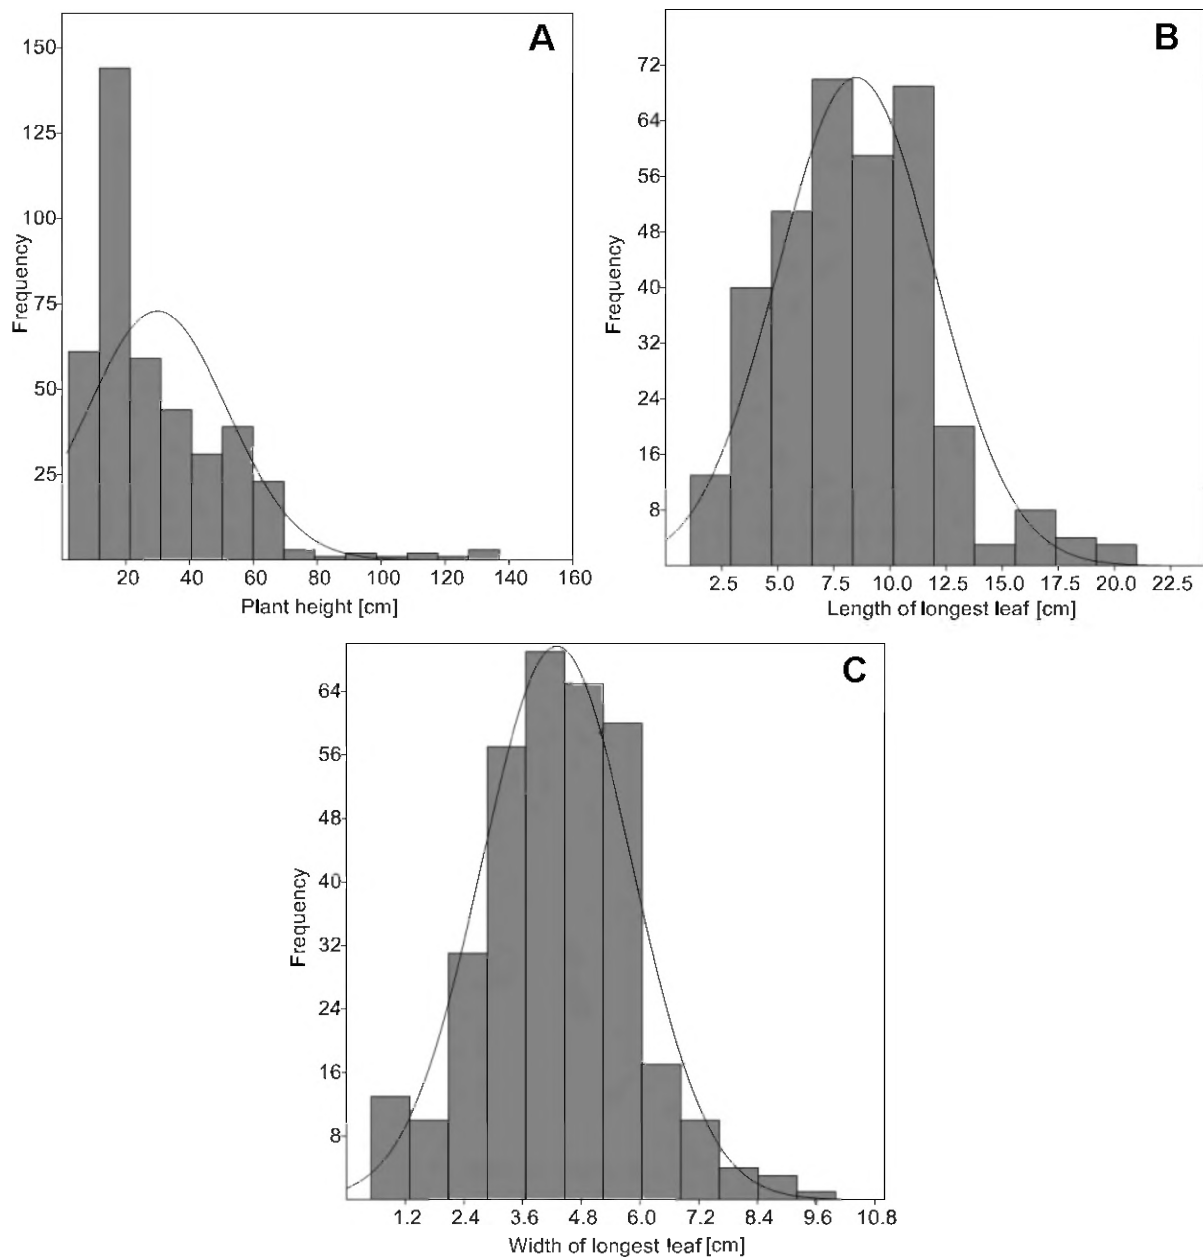 A
150
125
100
75
50
25
Frequency
20 40 60 80 100 120 140 160
Plant height [cm]
B
72
64
56
48
40
32
24
16
8
Frequency
2.5 5.0 7.5 10.0 12.5 15.0 17.5 20.0 22.5
Length of longest leaf [cm]
C
64
56
48
40
32
24
16
8
Frequency
1.2 2.4 3.6 4.8 6.0 7.2 8.4 9.6 10.8
Width of longest leaf [cm]